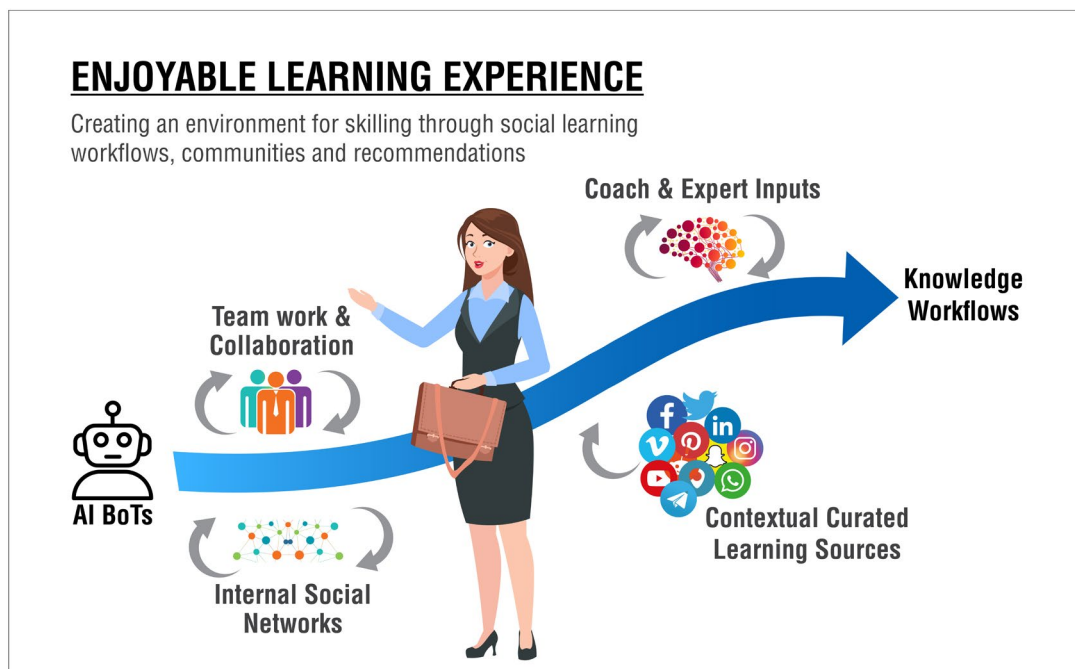 ENJOYABLE LEARNING EXPERIENCE
Creating an environment for skilling through social learning
workflows, communities and recommendations
Coach & Expert Inputs
Knowledge
Workflows
Team work &
Collaboration
AI BoTs
Internal Social
Networks
Contextual Curated
Learning Sources